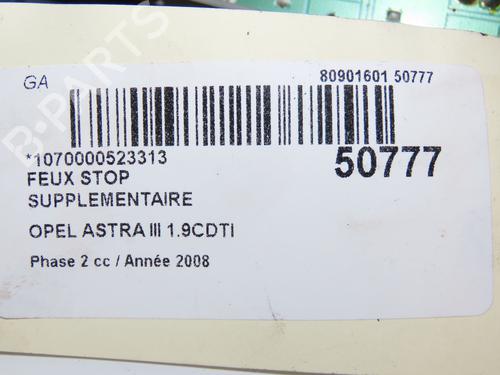 GA
80901601 50777
*1070000523313
50777
FEUX STOP
SUPPLEMENTAIRE
OPEL ASTRA III 1.9CDTI
Phase 2 cc / Année 2008
B-PARTS